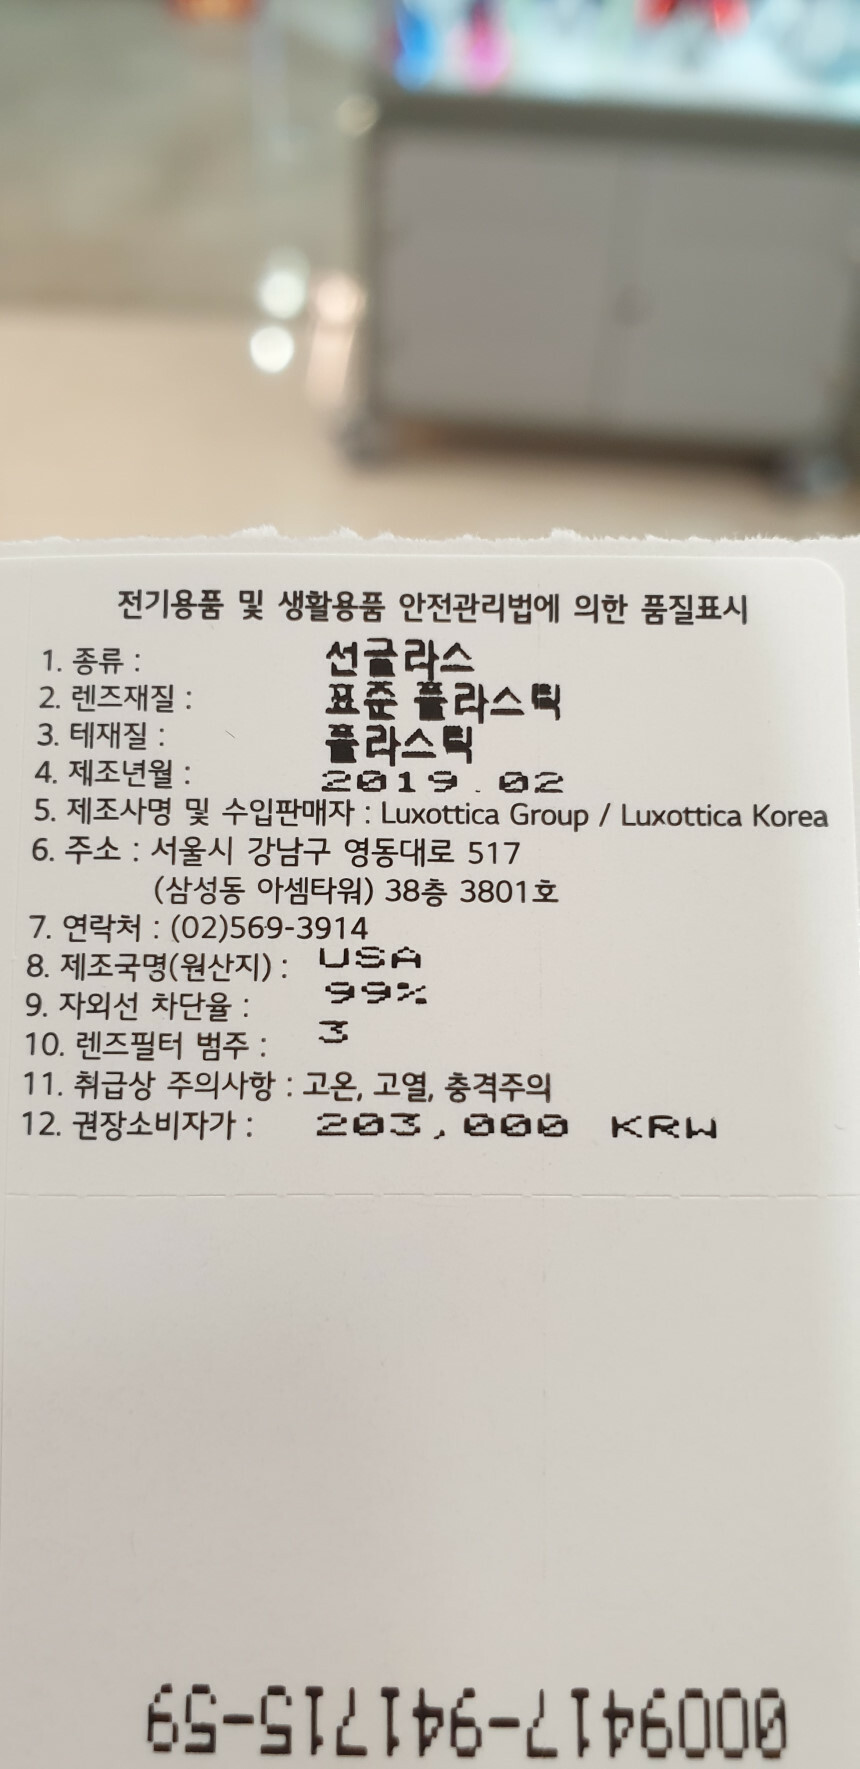 전기용품 및 생활용품 안전관리법에 의한 품질표시
1. 종류 : 선글라스
2. 렌즈재질 : 표준 플라스틱
3. 테재질 : 플라스틱
4. 제조년월 : 2019.02
5. 제조사명 및 수입판매자 : Luxottica Group / Luxottica Korea
6. 주소 : 서울시 강남구 영동대로 517
(삼성동 아셈타워) 38층 3801호
7. 연락처 : (02)569-3914
8. 제조국명(원산지) : USA
9. 자외선 차단율 : 99%
10. 렌즈필터 범주 : 3
11. 취급상 주의사항 : 고온, 고열, 충격주의
12. 권장소비자가 : 203,000 KRW
0OO9417-941715-59